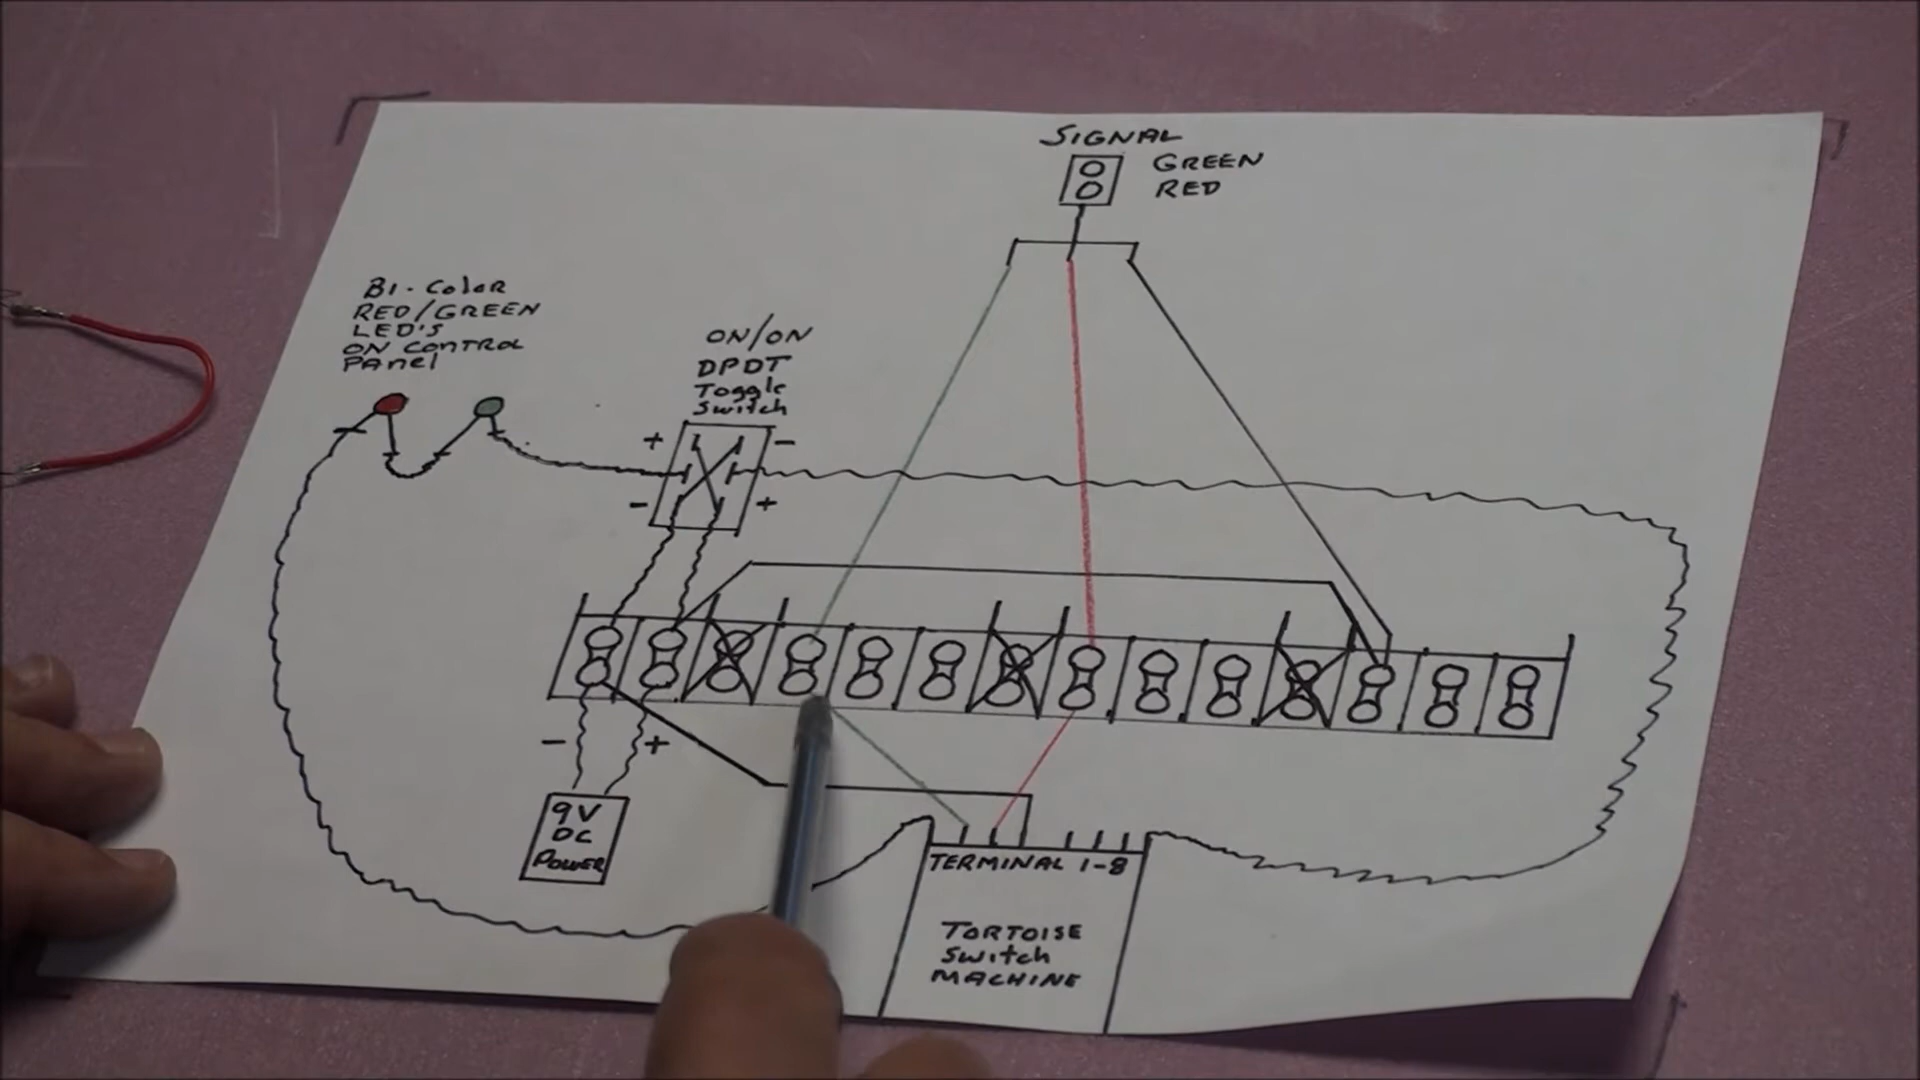 SIGNAL
GREEN
RED
BI-COLOR
RED/GREEN
LED'S
ON CONTROL
PANEL
ON/ON
DPDT
Toggle
Switch
+ -
- +
- +
9V
DC
POWER
TERMINAL 1-8
TORTOISE
Switch
MACHINE